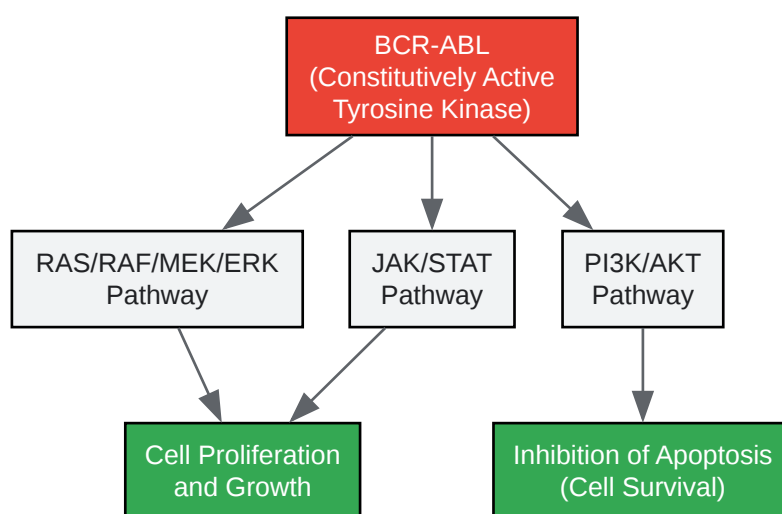 BCR-ABL
(Constitutively Active
Tyrosine Kinase)
RAS/RAF/MEK/ERK
Pathway
JAK/STAT
Pathway
PI3K/AKT
Pathway
Cell Proliferation
and Growth
Inhibition of Apoptosis
(Cell Survival)